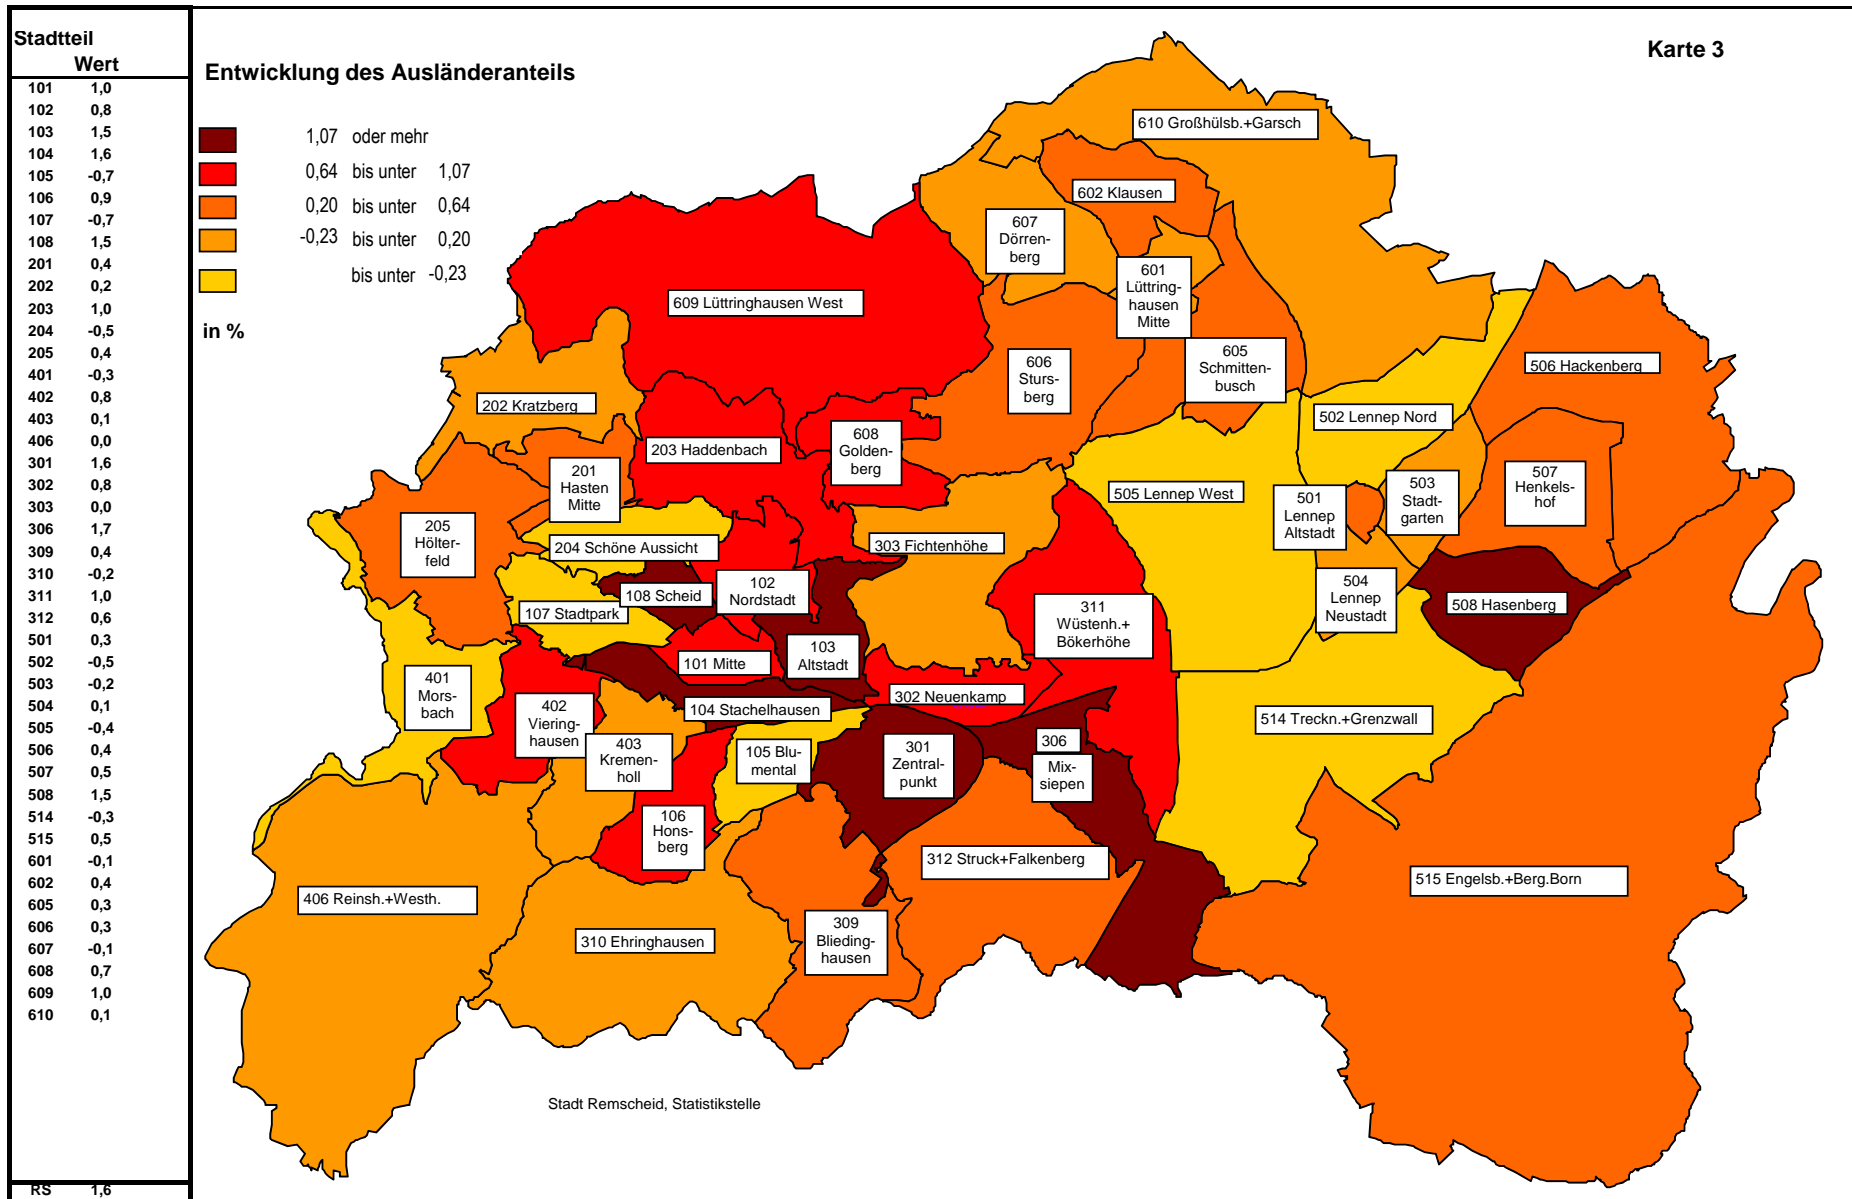 Stadtteil
Wert
101 1,0
102 0,8
103 1,5
104 1,6
105 -0,7
106 0,9
107 -0,7
108 1,5
201 0,4
202 0,2
203 1,0
204 -0,5
205 0,4
401 -0,3
402 0,8
403 0,1
406 0,0
301 1,6
302 0,8
303 0,0
306 1,7
309 0,4
310 -0,2
311 1,0
312 0,6
501 0,3
502 -0,5
503 -0,2
504 0,1
505 -0,4
506 0,4
507 0,5
508 1,5
514 -0,3
515 0,5
601 -0,1
602 0,4
605 0,3
606 0,3
607 -0,1
608 0,7
609 1,0
610 0,1
RS 1,6
Entwicklung des Ausländeranteils
Karte 3
1,07 oder mehr
0,64 bis unter 1,07
0,20 bis unter 0,64
-0,23 bis unter 0,20
bis unter -0,23
in %
610 Großhülsb.+Garsch
602 Klausen
607
Dörren-
berg
601
Lüttring-
hausen
Mitte
609 Lüttringhausen West
606
Sturs-
berg
605
Schmitten-
busch
506 Hackenberg
502 Lennep Nord
202 Kratzberg
203 Haddenbach
608
Golden-
berg
201
Hasten
Mitte
505 Lennep West
501
Lennep
Altstadt
503
Stadt-
garten
507
Henkels-
hof
205
Hölter-
feld
204 Schöne Aussicht
303 Fichtenhöhe
108 Scheid
102
Nordstadt
107 Stadtpark
504
Lennep
Neustadt
508 Hasenberg
311
Wüstenh.+
Bökerhöhe
103
Altstadt
101 Mitte
401
Mors-
bach
302 Neuenkamp
402
Viering-
hausen
104 Stachelhausen
514 Treckn.+Grenzwall
403
Kremen-
holl
105 Blu-
mental
301
Zentral-
punkt
306
Mix-
siepen
106
Hons-
berg
312 Struck+Falkenberg
515 Engelsb.+Berg.Born
406 Reinsh.+Westh.
310 Ehringhausen
309
Blieding-
hausen
Stadt Remscheid, Statistikstelle